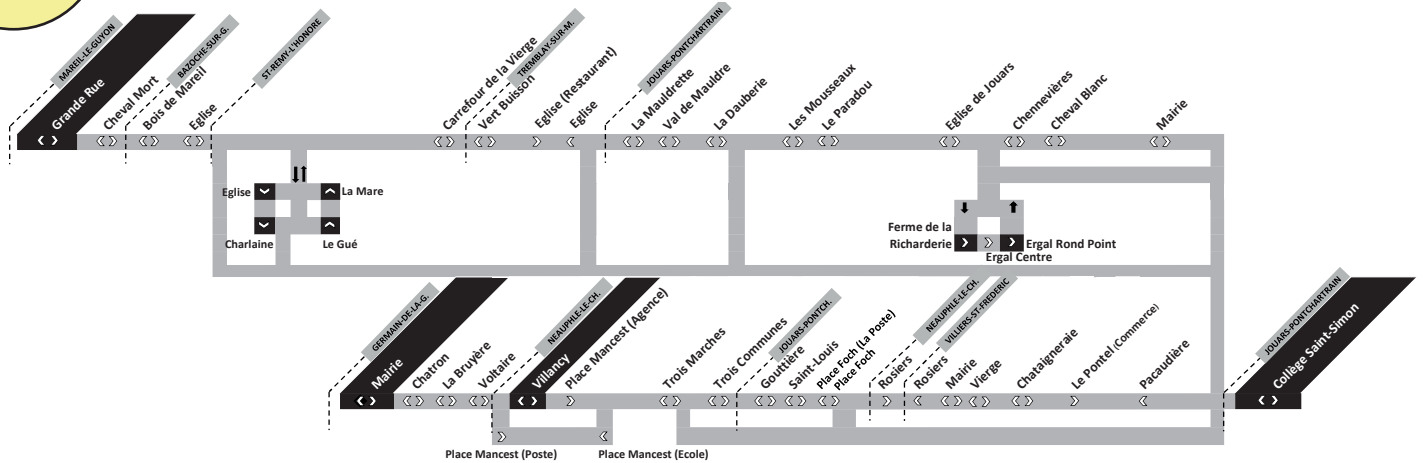 MAREIL-LE-GUYON
Grande Rue
Cheval Mort
BAZOCHE-SUR-G.
Bois de Mareil
Eglise
ST-REMY-L'HONORE
Carrefour de la Vierge
TREMBLAY-SUR-M.
Vert Buisson
Eglise (Restaurant)
Eglise
JOUARS-PONTCHARTRAIN
La Mauldrette
Val de Mauldre
La Dauberie
Les Mousseaux
Le Paradou
Eglise de Jouars
Chennevières
Cheval Blanc
Mairie
Eglise
La Mare
Charlaine
Le Gué
Ferme de la
Richarderie
Ergal Rond Point
Ergal Centre
GERMAIN-DE-LA-G.
Mairie
Chatron
La Bruyère
Voltaire
NEAUPHLE-LE-CH.
Villancy
Place Mancest (Agence)
Trois Marches
Trois Communes
JOUARS-PONTCH.
Gouttière
Saint-Louis
Place Foch (La Poste)
Place Foch
NEAUPHLE-LE-CH.
Rosiers
VILLIERS-ST-FREDERIC
Rosiers
Mairie
Vierge
Chataigneraie
Le Pontel (Commerce)
Pacaudière
JOUARS-PONTCHARTRAIN
Collège Saint-Simon
Place Mancest (Poste)
Place Mancest (Ecole)